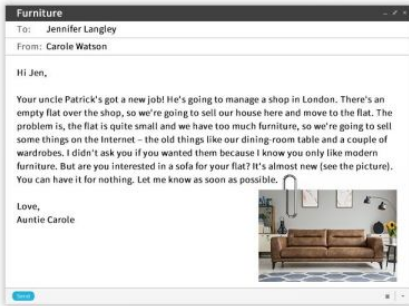 Furniture
To: Jennifer Langley
From: Carole Watson
Hi Jen,
Your uncle Patrick's got a new job! He's going to manage a shop in London. There's an
empty flat over the shop, so we're going to sell our house here and move to the flat. The
problem is, the flat is quite small and we have too much furniture, so we're going to sell
some things on the Internet – the old things like our dining-room table and a couple of
wardrobes. I didn't ask you if you wanted them because I know you only like modern
furniture. But are you interested in a sofa for your flat? It's almost new (see the picture).
You can have it for nothing. Let me know as soon as possible.
Love,
Auntie Carole
Send